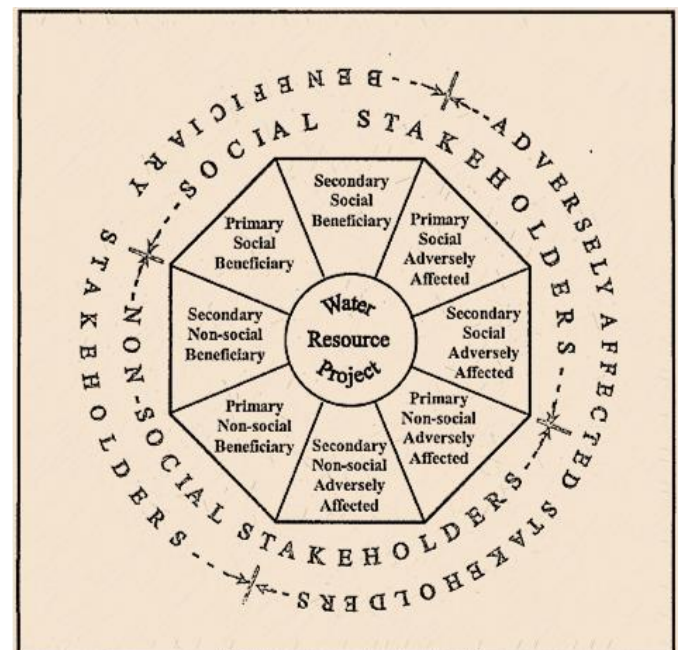 BENEFICIARY STAKEHOLDERS
ADVERSELY AFFECTED STAKEHOLDERS
SOCIAL STAKEHOLDERS
NON-SOCIAL STAKEHOLDERS
Secondary
Social
Beneficiary
Primary
Social
Beneficiary
Primary
Social
Adversely
Affected
Secondary
Non-social
Beneficiary
Water
Resource
Project
Secondary
Social
Adversely
Affected
Primary
Non-social
Beneficiary
Primary
Non-social
Adversely
Affected
Secondary
Non-social
Adversely
Affected